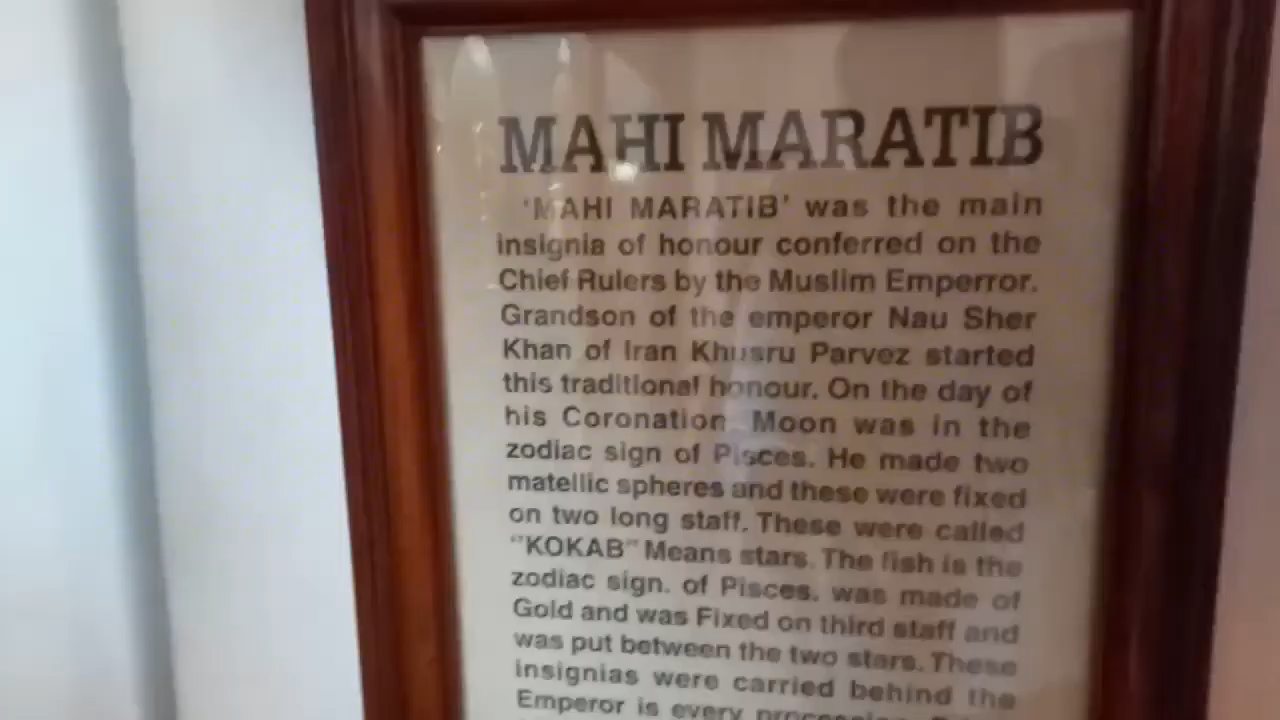 MAHI MARATIB
'MAHI MARATIB' was the main
insignia of honour conferred on the
Chief Rulers by the Muslim Emperror.
Grandson of the emperor Nau Sher
Khan of Iran Khusru Parvez started
this traditional honour. On the day of
his Coronation Moon was in the
zodiac sign of Pisces. He made two
matellic spheres and these were fixed
on two long staff. These were called
"KOKAB" Means stars. The fish is the
zodiac sign. of Pisces. was made of
Gold and was Fixed on third staff and
was put between the two stars. These
insignias were carried behind the
Emperor is every